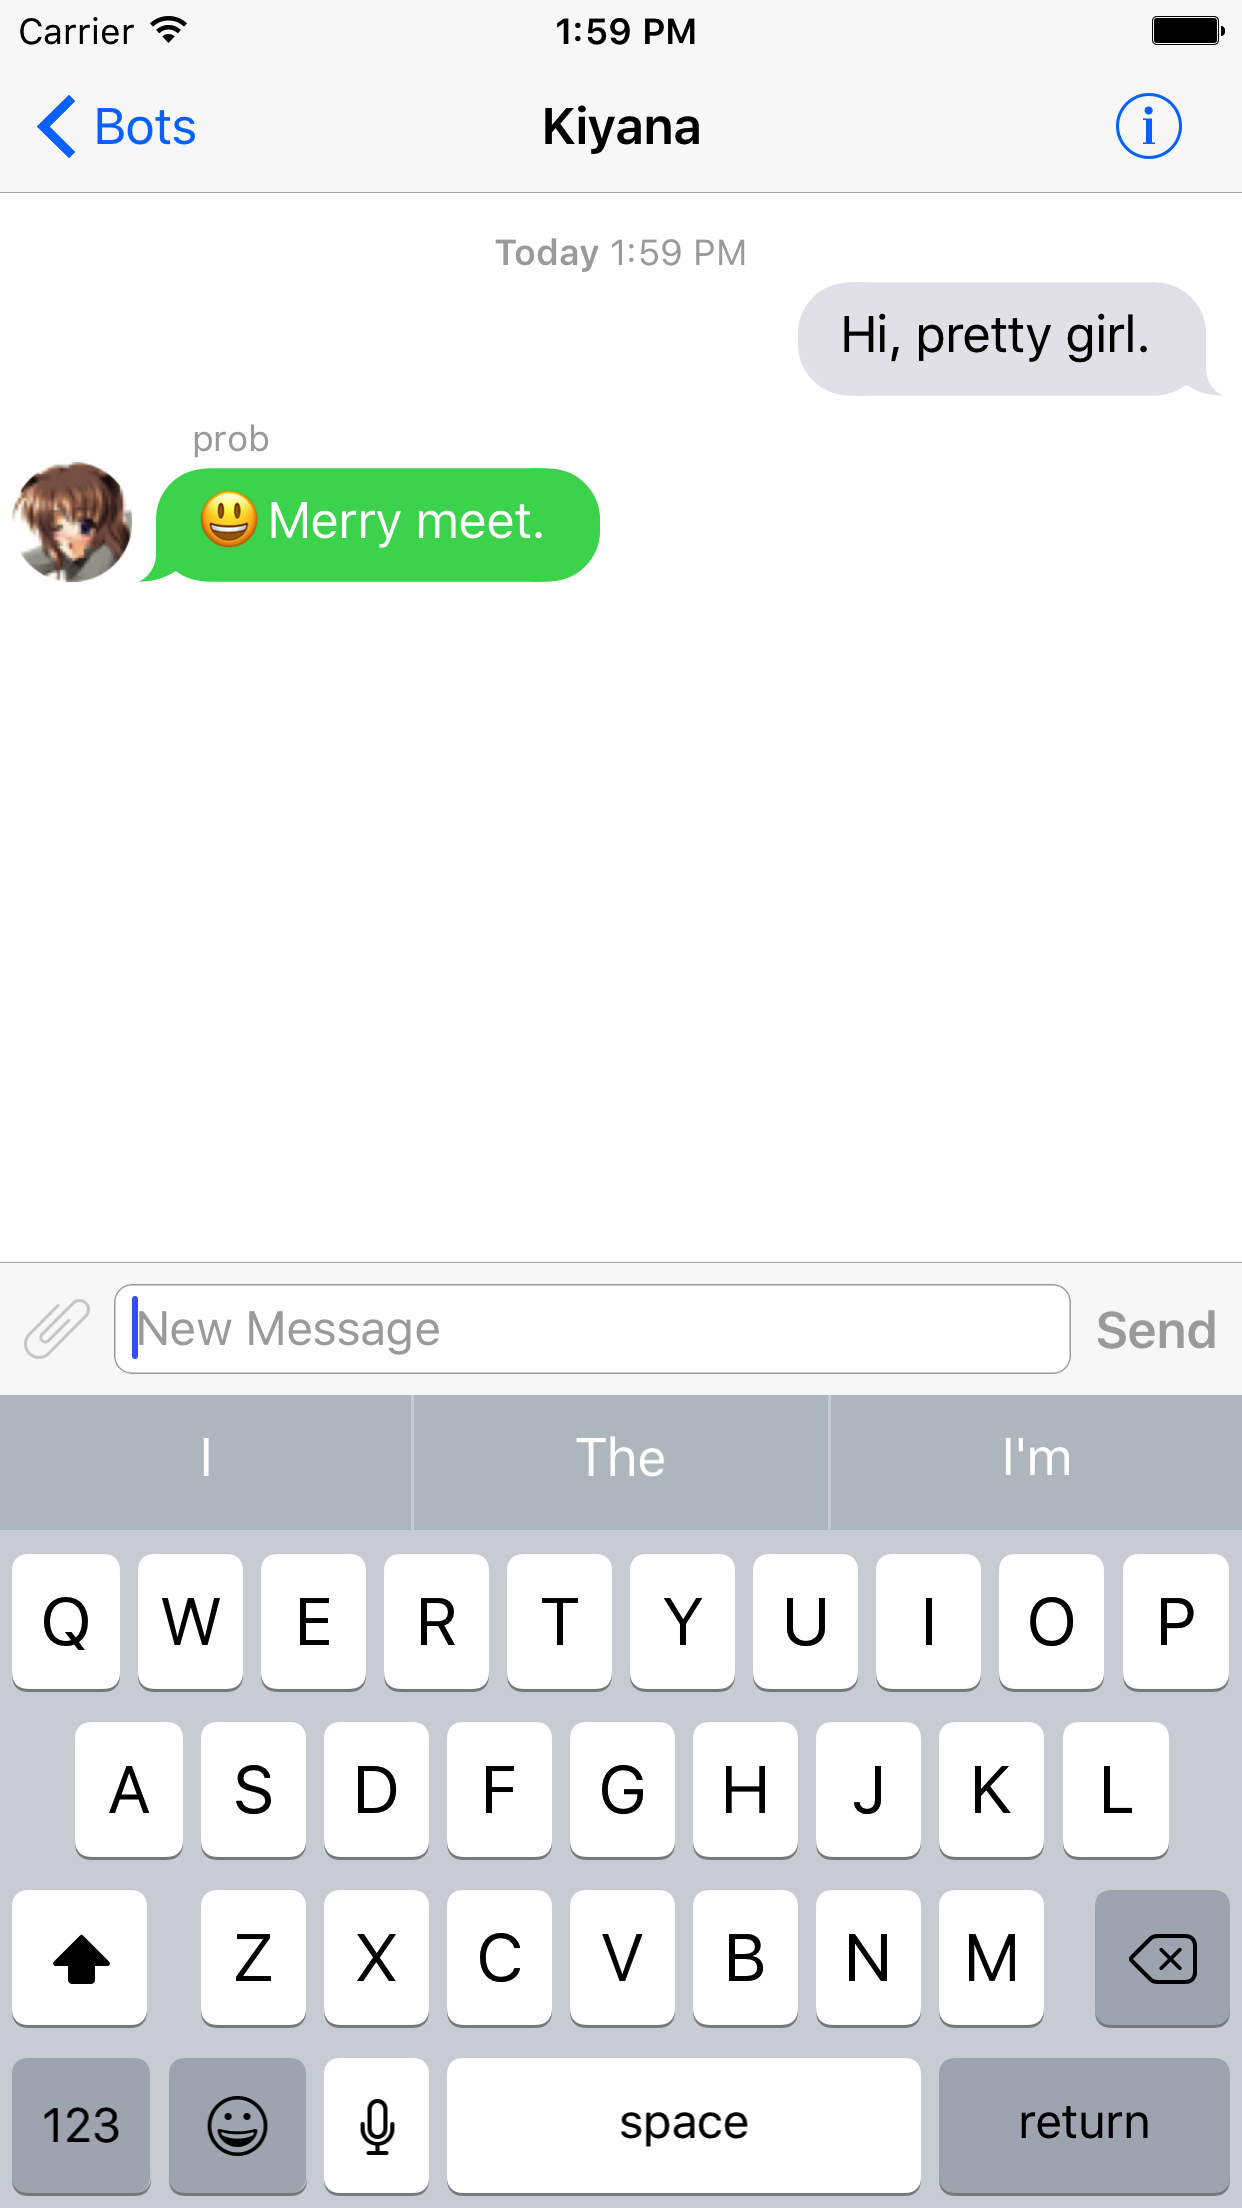 Carrier 1:59 PM
Bots Kiyana i
Today 1:59 PM
Hi, pretty girl.
prob
😃 Merry meet.
New Message Send
I The I'm
Q W E R T Y U I O P
A S D F G H J K L
Z X C V B N M
123 space return